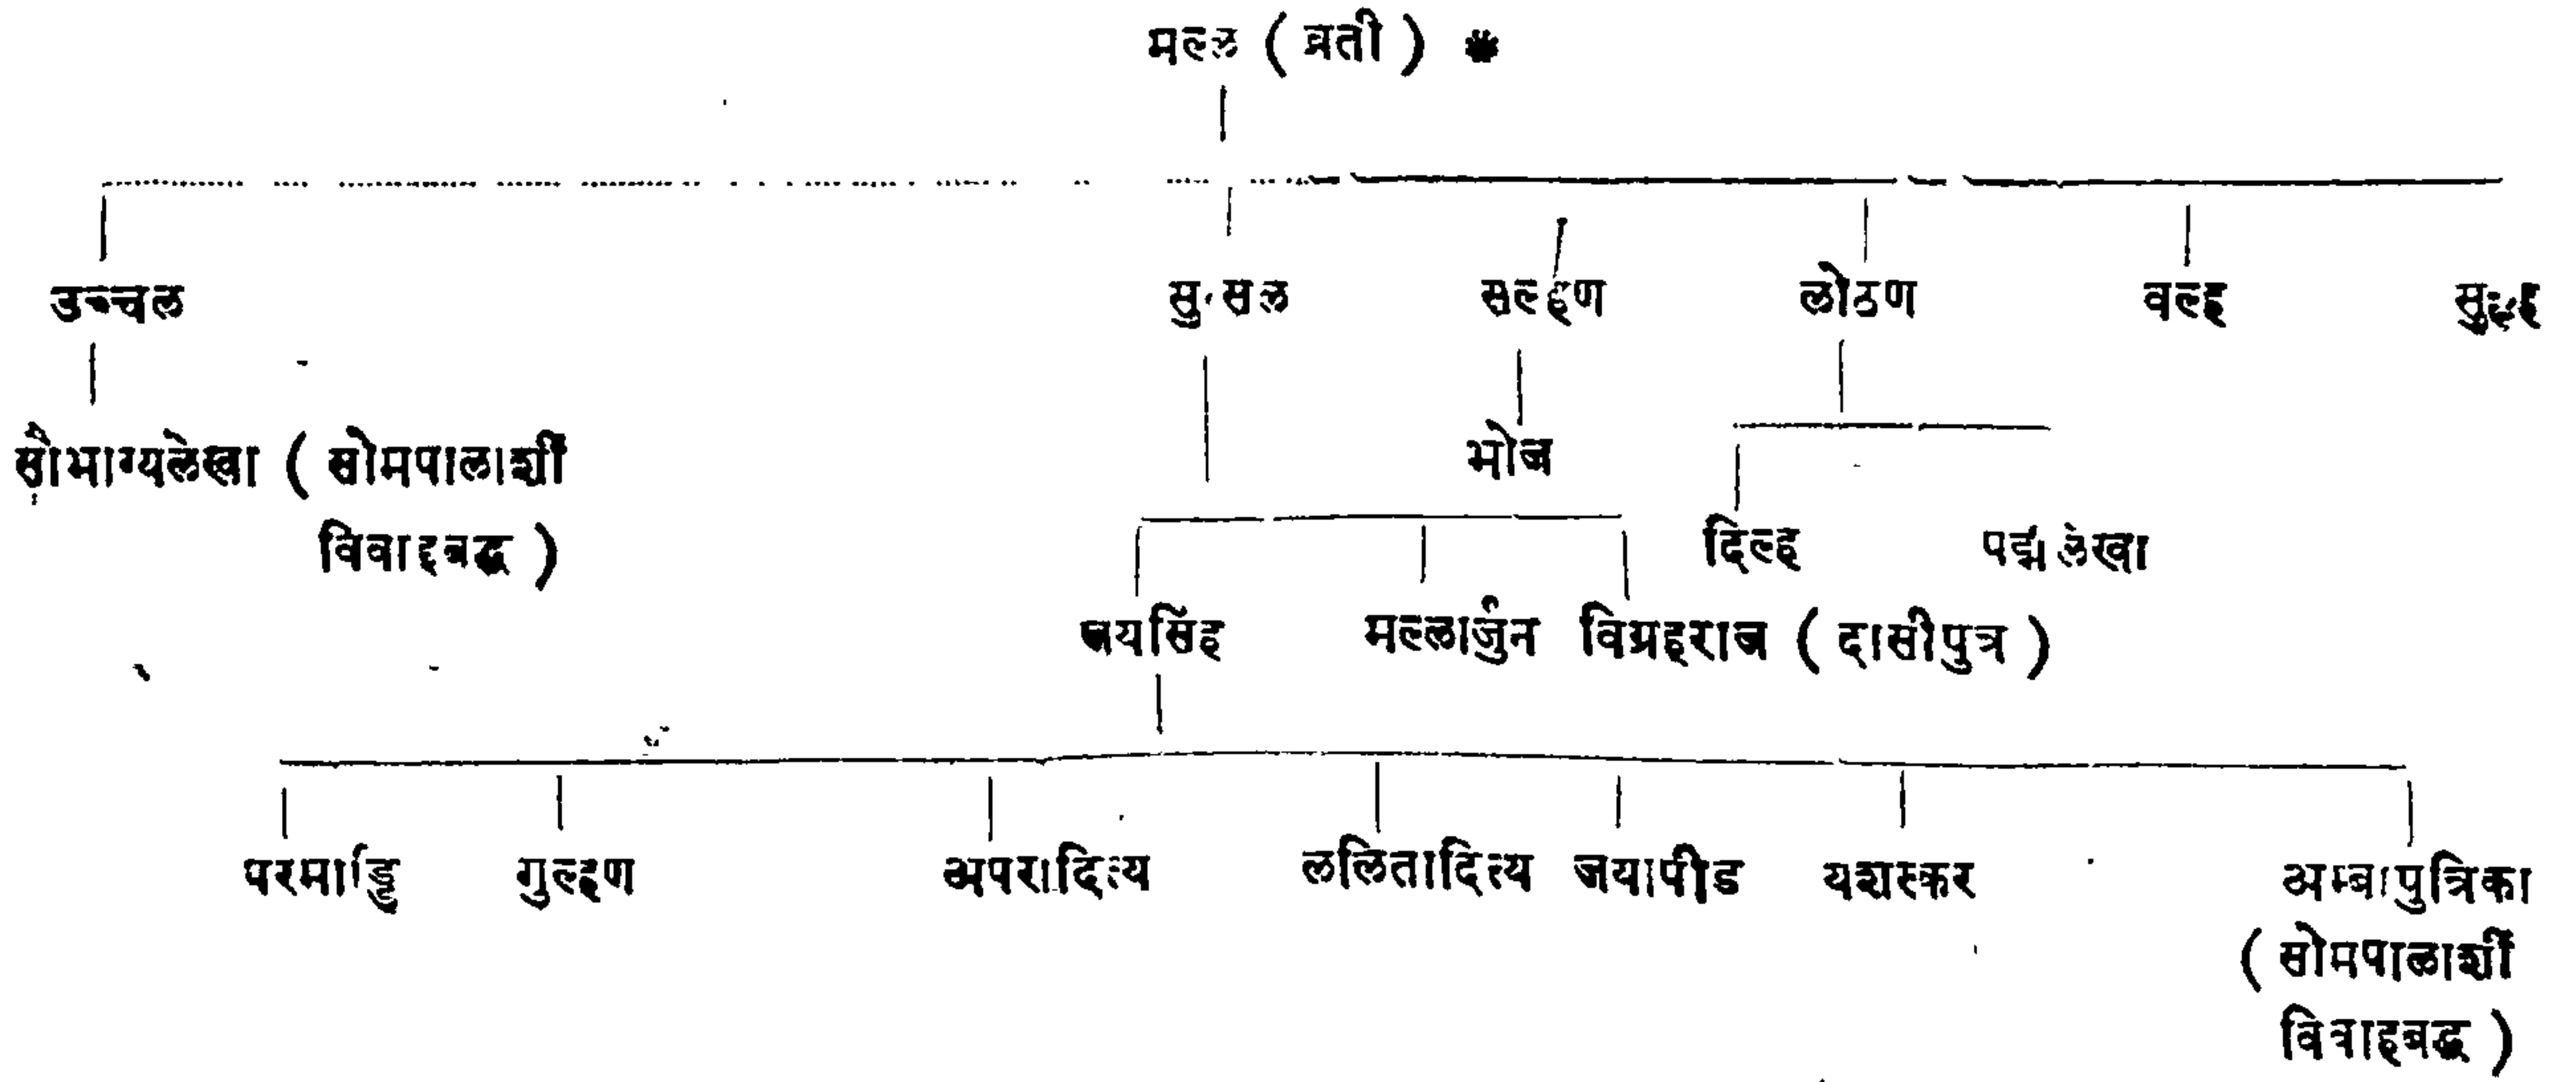 मल्ल ( व्रती ) *
उच्चल सुस्सल सल्हण लोठण वल्ह सुल्ह
सौभाग्यलेखा ( सोमपालाशीं भोज
विवाहबद्ध ) दिल्ह पद्मलेखा
जयसिंह मल्लार्जुन विग्रहराज ( दासीपुत्र )
परमाड्डि गुल्हण अपरादित्य ललितादित्य जयापीड यशस्कर अम्बापुत्रिका
( सोमपालाशीं
विवाहबद्ध )